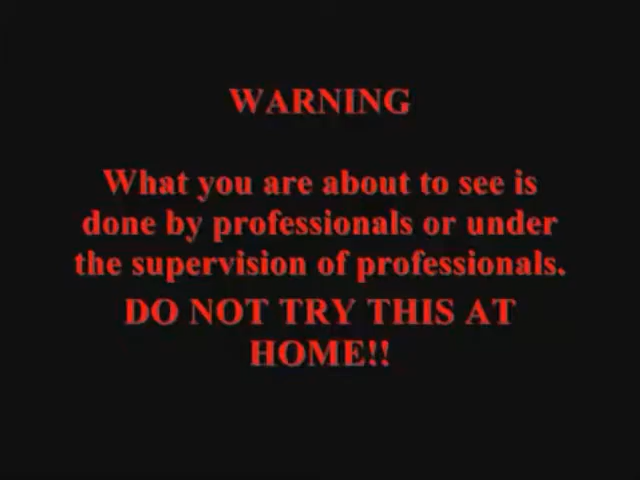 WARNING
What you are about to see is
done by professionals or under
the supervision of professionals.
DO NOT TRY THIS AT
HOME!!